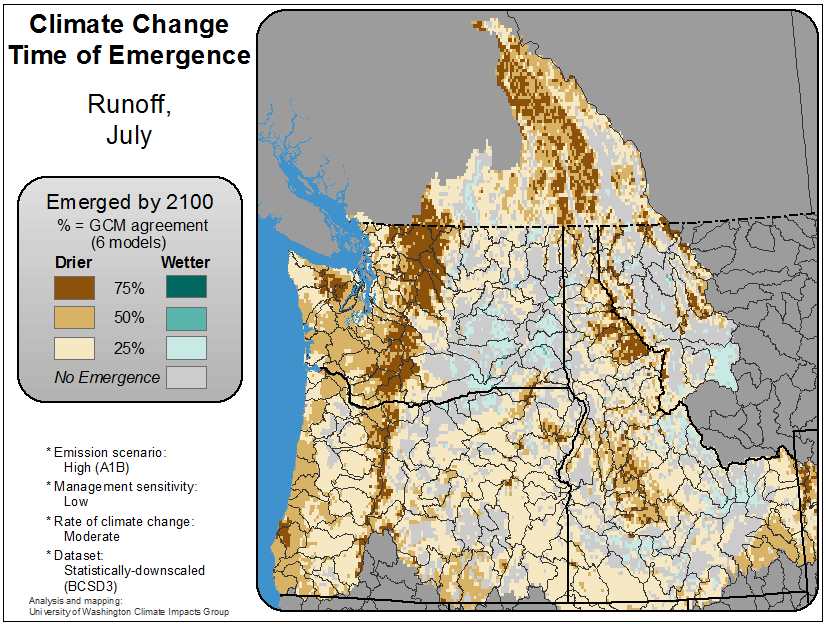 Climate Change
Time of Emergence
Runoff,
July
Emerged by 2100
% = GCM agreement
(6 models)
Drier Wetter
75%
50%
25%
No Emergence
* Emission scenario:
High (A1B)
* Management sensitivity:
Low
* Rate of climate change:
Moderate
* Dataset:
Statistically-downscaled
(BCSD3)
Analysis and mapping:
University of Washington Climate Impacts Group